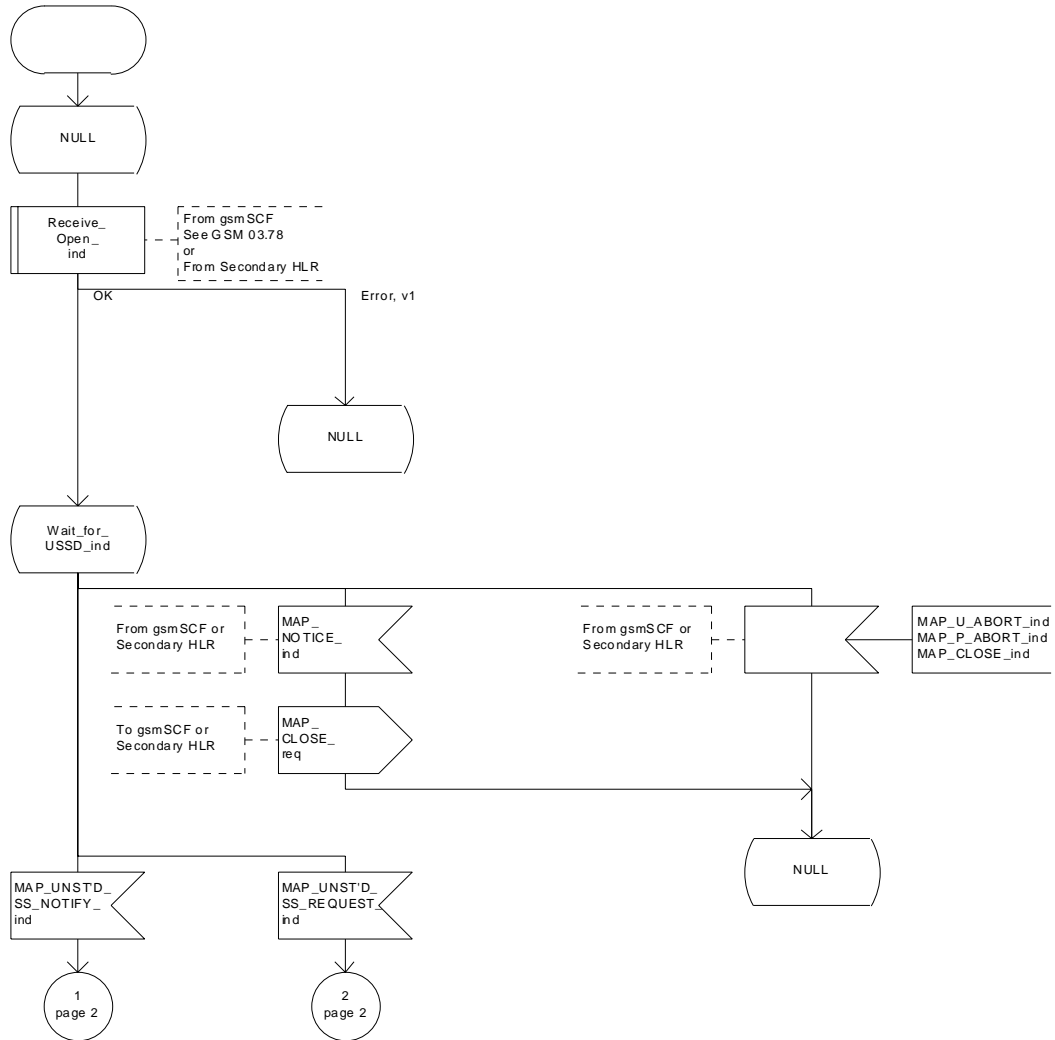 NULL
Receive_
Open_
ind
From gsmSCF
See GSM 03.78
or
From Secondary HLR
OK
Error, v1
NULL
Wait_for_
USSD_ind
From gsmSCF or
Secondary HLR
MAP_
NOTICE_
ind
From gsmSCF or
Secondary HLR
MAP_U_ABORT_ind
MAP_P_ABORT_ind
MAP_CLOSE_ind
To gsmSCF or
Secondary HLR
MAP_
CLOSE_
req
NULL
MAP_UNST'D_
SS_NOTIFY_
ind
MAP_UNST'D_
SS_REQUEST_
ind
1
page 2
2
page 2